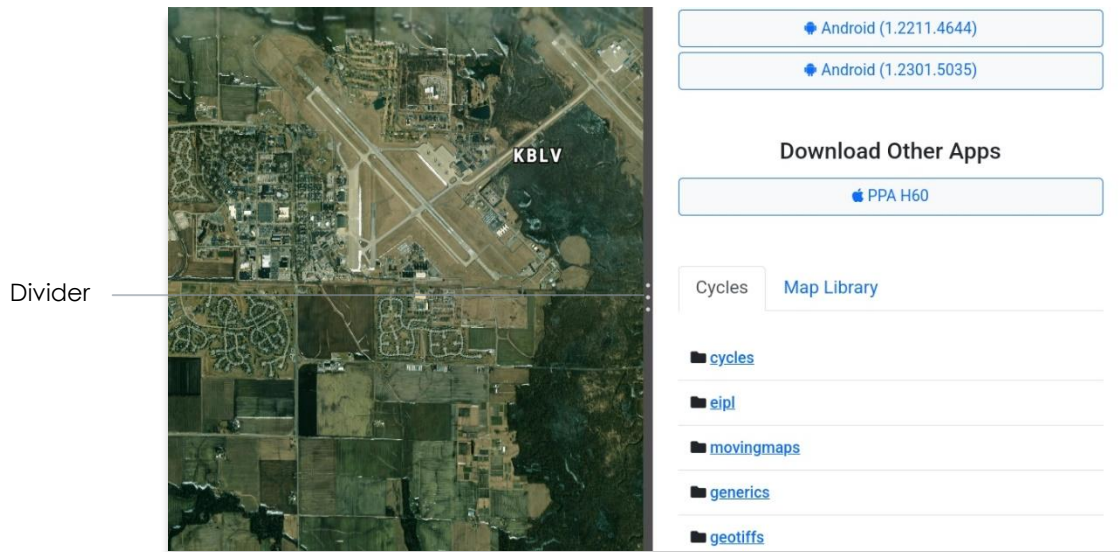 Android (1.2211.4644)
Android (1.2301.5035)
Download Other Apps
PPA H60
KBLV
Divider
Cycles Map Library
cycles
eipl
movingmaps
generics
geotiffs